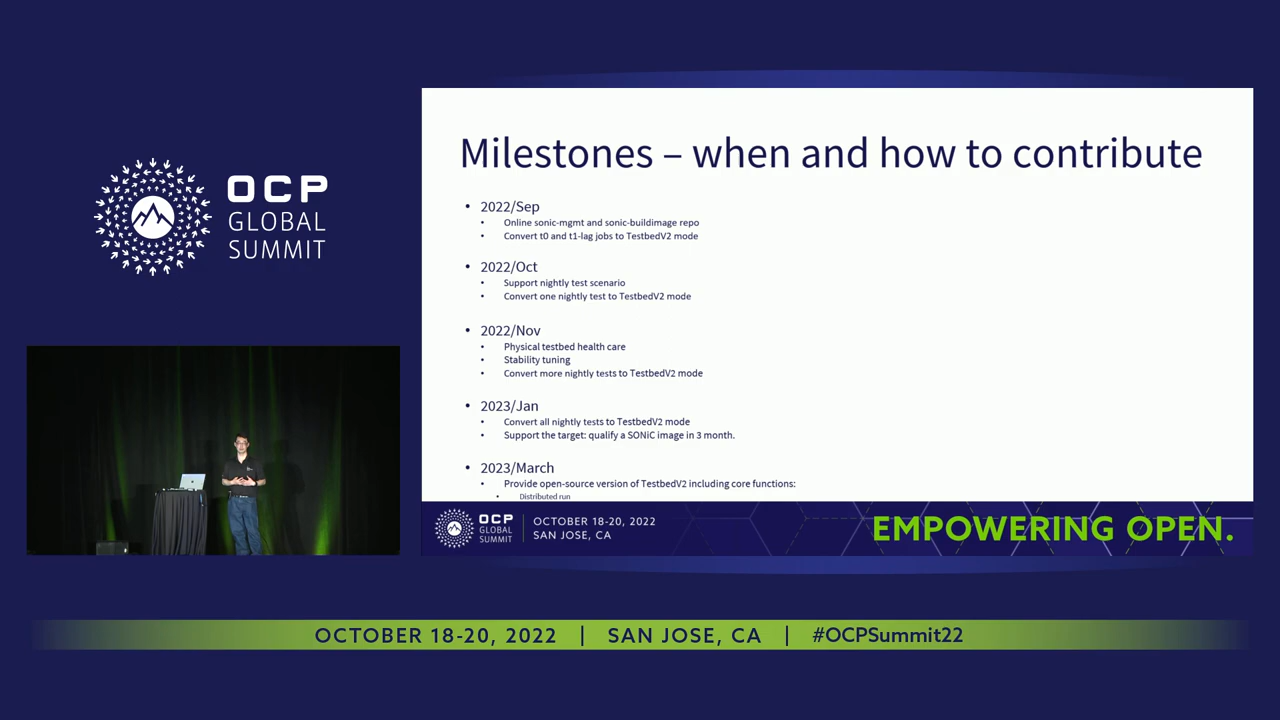 OCP
GLOBAL
SUMMIT
Milestones – when and how to contribute
• 2022/Sep
• Online sonic-mgmt and sonic-buildimage repo
• Convert t0 and t1-lag jobs to TestbedV2 mode
• 2022/Oct
• Support nightly test scenario
• Convert one nightly test to TestbedV2 mode
• 2022/Nov
• Physical testbed health care
• Stability tuning
• Convert more nightly tests to TestbedV2 mode
• 2023/Jan
• Convert all nightly tests to TestbedV2 mode
• Support the target: qualify a SONiC image in 3 month.
• 2023/March
• Provide open-source version of TestbedV2 including core functions:
• Distributed run
OCP
GLOBAL
SUMMIT
OCTOBER 18-20, 2022
SAN JOSE, CA
EMPOWERING OPEN.
OCTOBER 18-20, 2022 | SAN JOSE, CA | #OCPSummit22